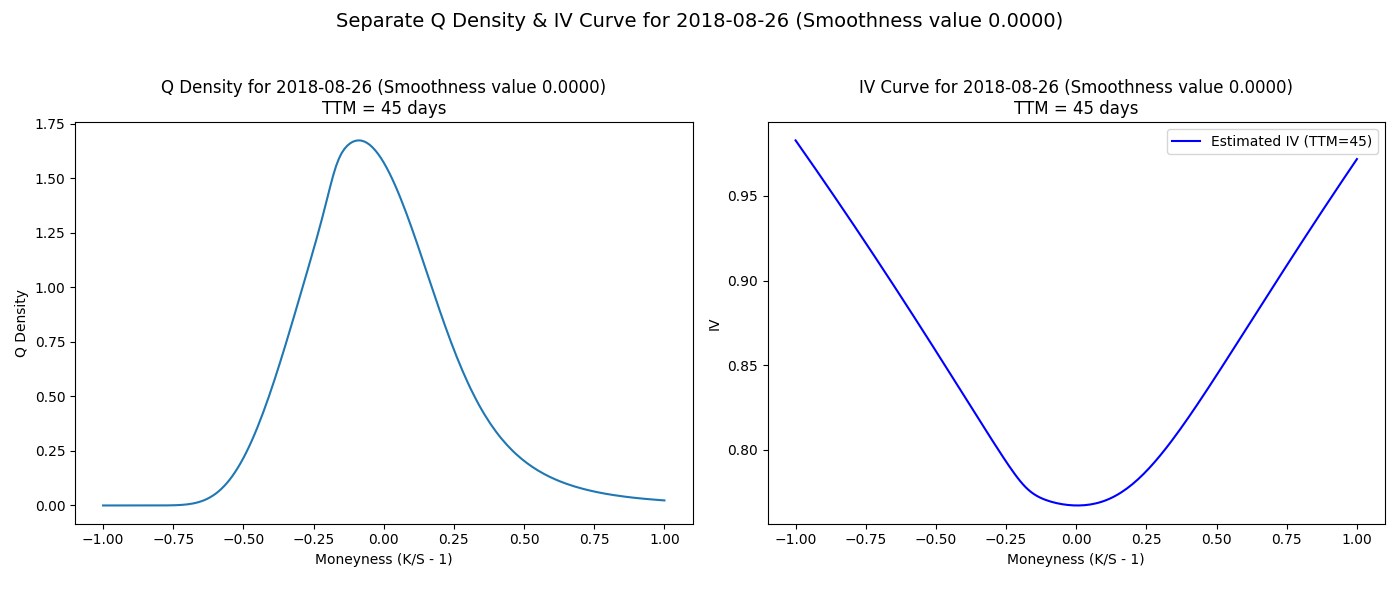 Separate Q Density & IV Curve for 2018-08-26 (Smoothness value 0.0000)
Q Density for 2018-08-26 (Smoothness value 0.0000)
TTM = 45 days
1.75
1.50
1.25
1.00
0.75
0.50
0.25
0.00
Q Density
−1.00 −0.75 −0.50 −0.25 0.00 0.25 0.50 0.75 1.00
Moneyness (K/S - 1)
IV Curve for 2018-08-26 (Smoothness value 0.0000)
TTM = 45 days
Estimated IV (TTM=45)
0.95
0.90
0.85
0.80
IV
−1.00 −0.75 −0.50 −0.25 0.00 0.25 0.50 0.75 1.00
Moneyness (K/S - 1)